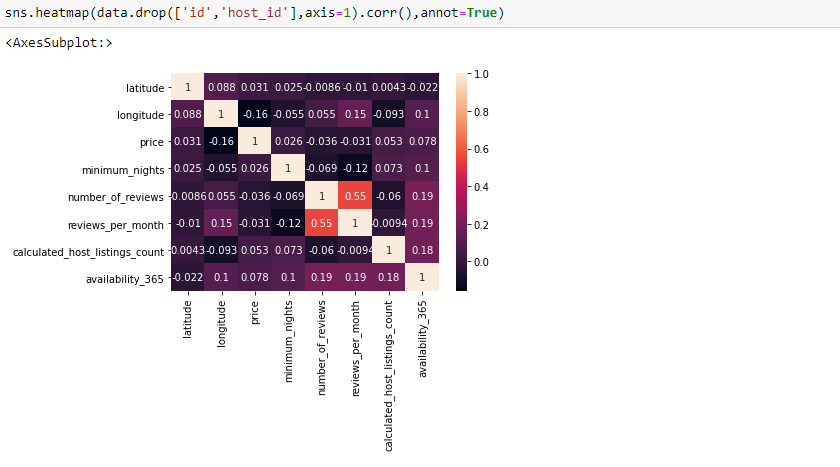 sns.heatmap(data.drop(['id','host_id'],axis=1).corr(),annot=True)
<AxesSubplot:>
latitude 1 0.088 0.031 0.025 -0.0086 -0.01 0.0043 -0.022
longitude 0.088 1 -0.16 -0.055 0.055 0.15 -0.093 0.1
price 0.031 -0.16 1 0.026 -0.036 -0.031 0.053 0.078
minimum_nights 0.025 -0.055 0.026 1 -0.069 -0.12 0.073 0.1
number_of_reviews -0.0086 0.055 -0.036 -0.069 1 0.55 -0.06 0.19
reviews_per_month -0.01 0.15 -0.031 -0.12 0.55 1 -0.0094 0.19
calculated_host_listings_count 0.0043 -0.093 0.053 0.073 -0.06 -0.0094 1 0.18
availability_365 -0.022 0.1 0.078 0.1 0.19 0.19 0.18 1
latitude
longitude
price
minimum_nights
number_of_reviews
reviews_per_month
calculated_host_listings_count
availability_365
1.0
0.8
0.6
0.4
0.2
0.0